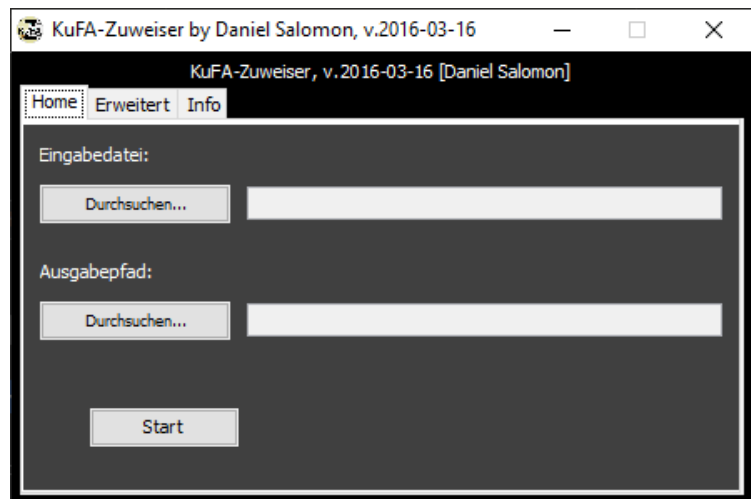 KuFA-Zuweiser by Daniel Salomon, v.2016-03-16
KuFA-Zuweiser, v.2016-03-16 [Daniel Salomon]
Home Erweitert Info
Eingabedatei:
Durchsuchen...
Ausgabepfad:
Durchsuchen...
Start